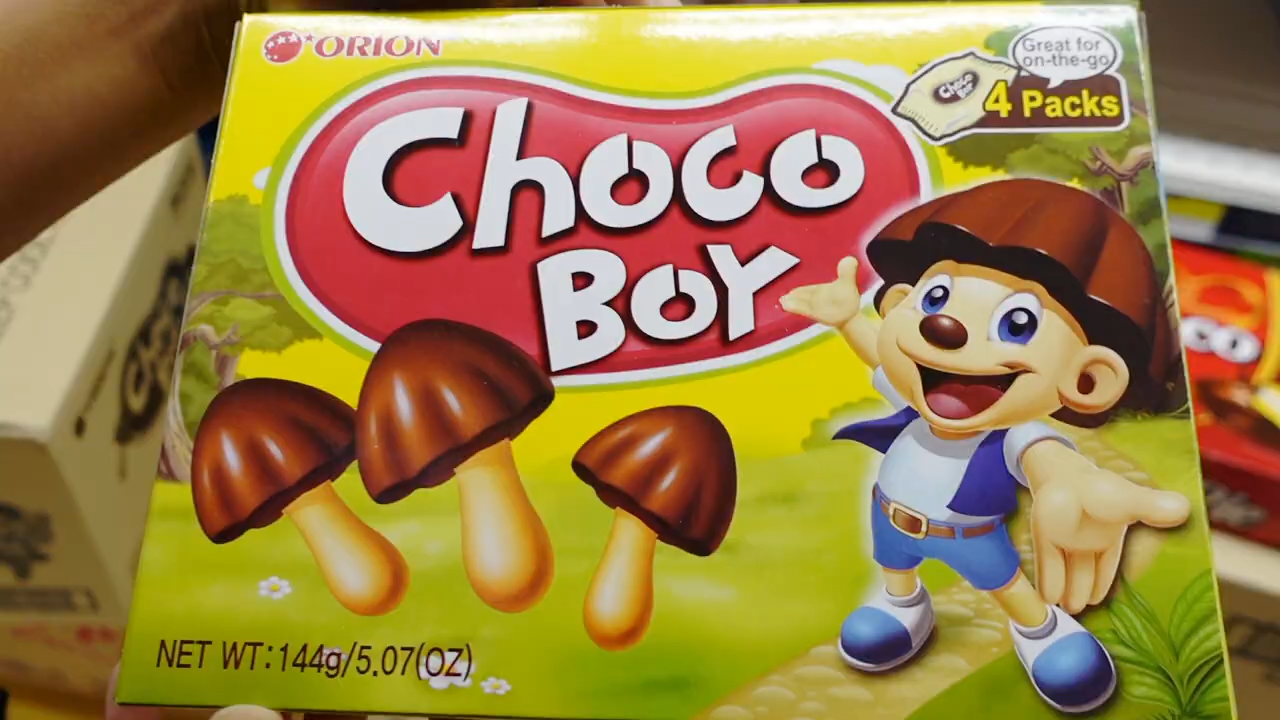 ORION
Great for
on-the-go
Choco
Boy
4 Packs
Choco
Boy
NET WT:144g/5.07(OZ)